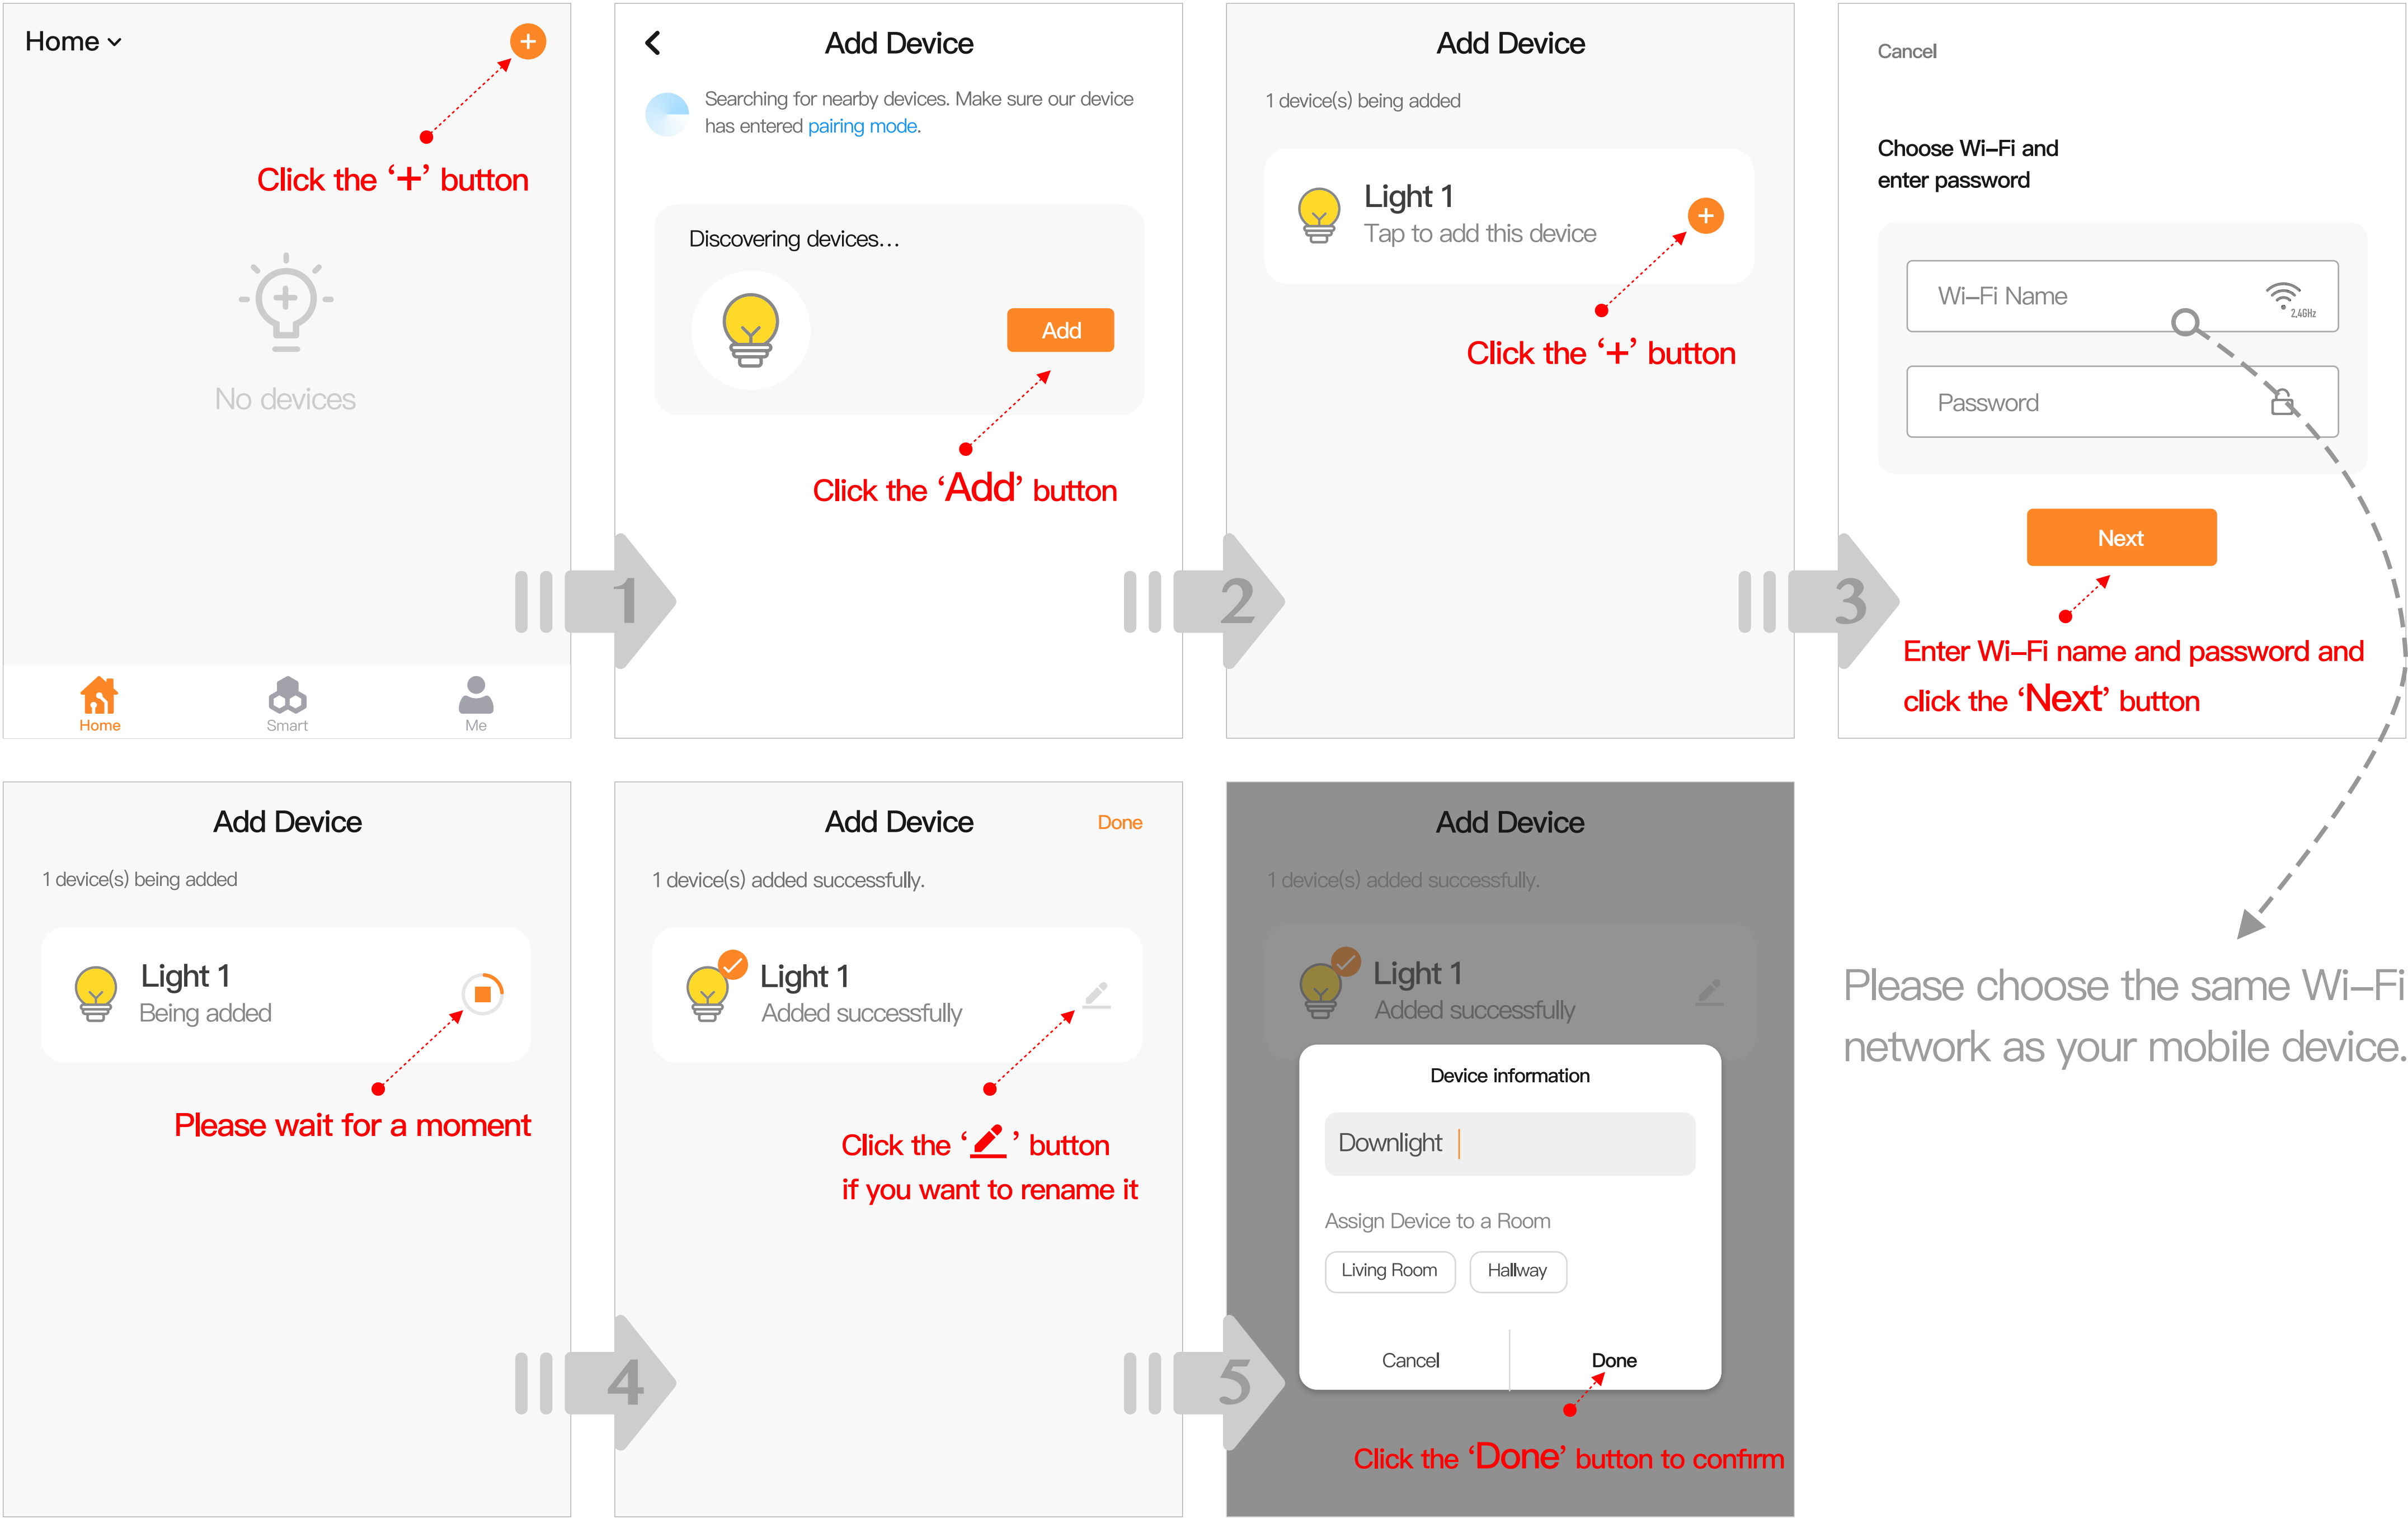 Home
Click the ‘+’ button
No devices
Home
Smart
Me
1
Add Device
Searching for nearby devices. Make sure our device
has entered pairing mode.
Discovering devices...
Add
Click the ‘Add’ button
2
Add Device
1 device(s) being added
Light 1
Tap to add this device
Click the ‘+’ button
3
Cancel
Choose Wi-Fi and
enter password
Wi-Fi Name
2.4GHz
Password
Next
Enter Wi-Fi name and password and
click the ‘Next’ button
Add Device
1 device(s) being added
Light 1
Being added
Please wait for a moment
4
Add Device
Done
1 device(s) added successfully.
Light 1
Added successfully
Click the ‘ ’ button
if you want to rename it
5
Add Device
1 device(s) added successfully.
Light 1
Added successfully
Device information
Downlight
Assign Device to a Room
Living Room
Hallway
Cancel
Done
Click the ‘Done’ button to confirm
Please choose the same Wi-Fi
network as your mobile device.